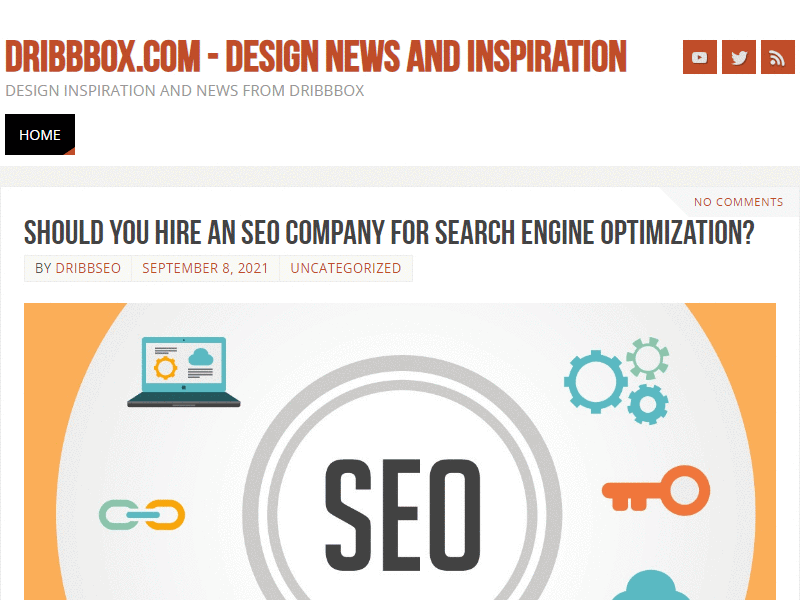 DRIBBBOX.COM - DESIGN NEWS AND INSPIRATION
DESIGN INSPIRATION AND NEWS FROM DRIBBBOX
HOME
NO COMMENTS
SHOULD YOU HIRE AN SEO COMPANY FOR SEARCH ENGINE OPTIMIZATION?
BY DRIBBSEO SEPTEMBER 8, 2021 UNCATEGORIZED
SEO